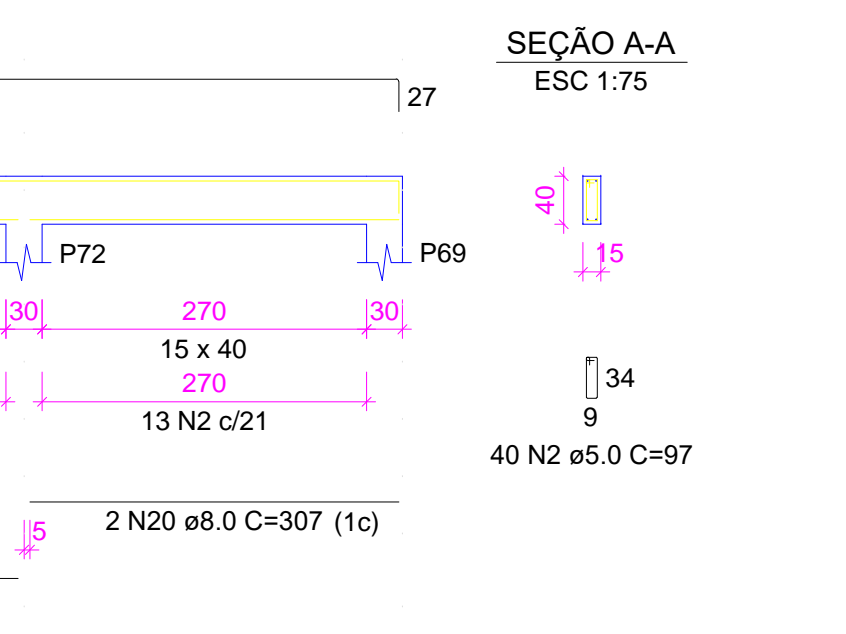 SEÇÃO A-A
ESC 1:75
27
40
P72
P69
15
30
270
30
15 x 40
270
34
13 N2 c/21
9
40 N2 ø5.0 C=97
2 N20 ø8.0 C=307 (1c)
5